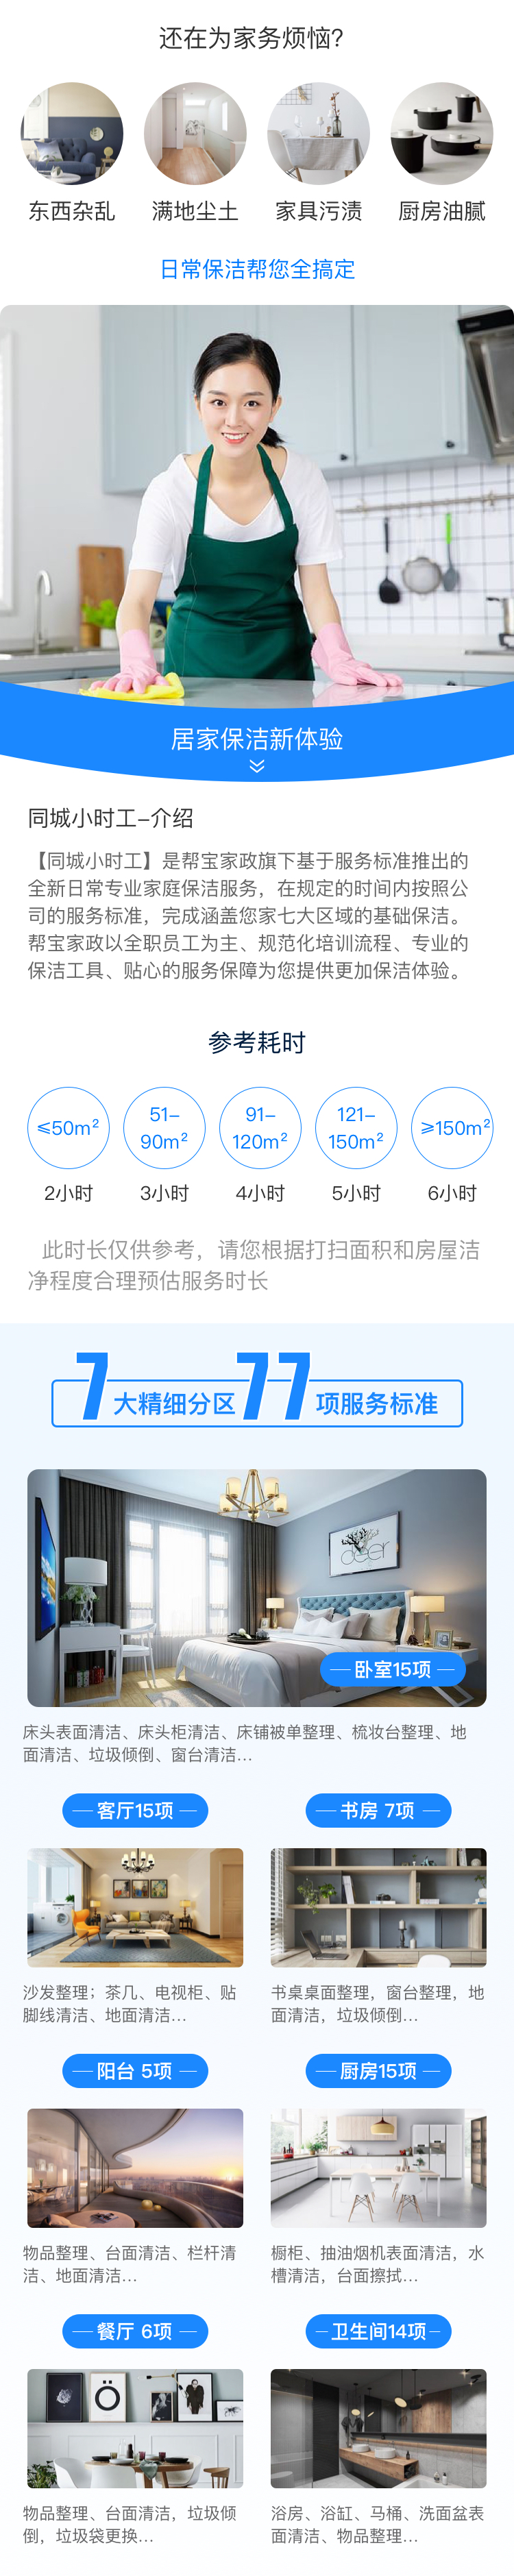 还在为家务烦恼?
东西杂乱
满地尘土
家具污渍
厨房油腻
日常保洁帮您全搞定
居家保洁新体验
同城小时工-介绍
【同城小时工】是帮宝家政旗下基于服务标准推出的
全新日常专业家庭保洁服务，在规定的时间内按照公
司的服务标准，完成涵盖您家七大区域的基础保洁。
帮宝家政以全职员工为主、规范化培训流程、专业的
保洁工具、贴心的服务保障为您提供更加保洁体验。
参考耗时
≤50m²
51-
90m²
91-
120m²
121-
150m²
≥150m²
2小时
3小时
4小时
5小时
6小时
此时长仅供参考，请您根据打扫面积和房屋洁
净程度合理预估服务时长
7大精细分区77项服务标准
deer
卧室15项
床头表面清洁、床头柜清洁、床铺被单整理、梳妆台整理、地
面清洁、垃圾倾倒、窗台清洁...
客厅15项
书房 7项
沙发整理；茶几、电视柜、贴
脚线清洁、地面清洁...
书桌桌面整理，窗台整理，地
面清洁，垃圾倾倒...
阳台 5项
厨房15项
物品整理、台面清洁、栏杆清
洁、地面清洁...
橱柜、抽油烟机表面清洁，水
槽清洁，台面擦拭...
餐厅 6项
卫生间14项
物品整理、台面清洁，垃圾倾
倒，垃圾袋更换...
浴房、浴缸、马桶、洗面盆表
面清洁、物品整理...